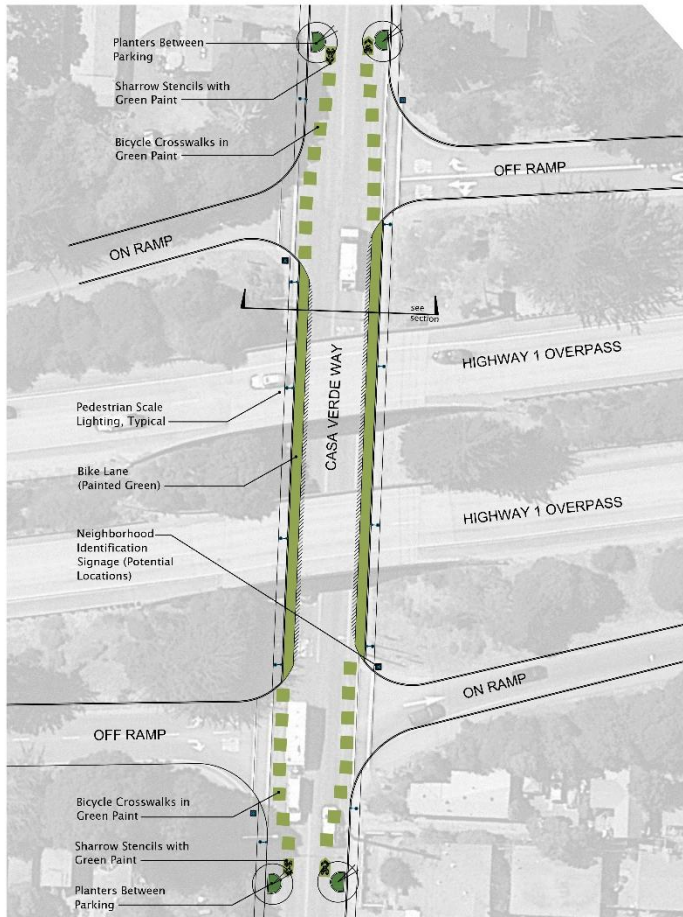 Planters Between
Parking
Sharrow Stencils with
Green Paint
Bicycle Crosswalks in
Green Paint
OFF RAMP
ON RAMP
see
section
HIGHWAY 1 OVERPASS
CASA VERDE WAY
Pedestrian Scale
Lighting, Typical
Bike Lane
(Painted Green)
HIGHWAY 1 OVERPASS
Neighborhood
Identification
Signage (Potential
Locations)
ON RAMP
OFF RAMP
Bicycle Crosswalks in
Green Paint
Sharrow Stencils with
Green Paint
Planters Between
Parking